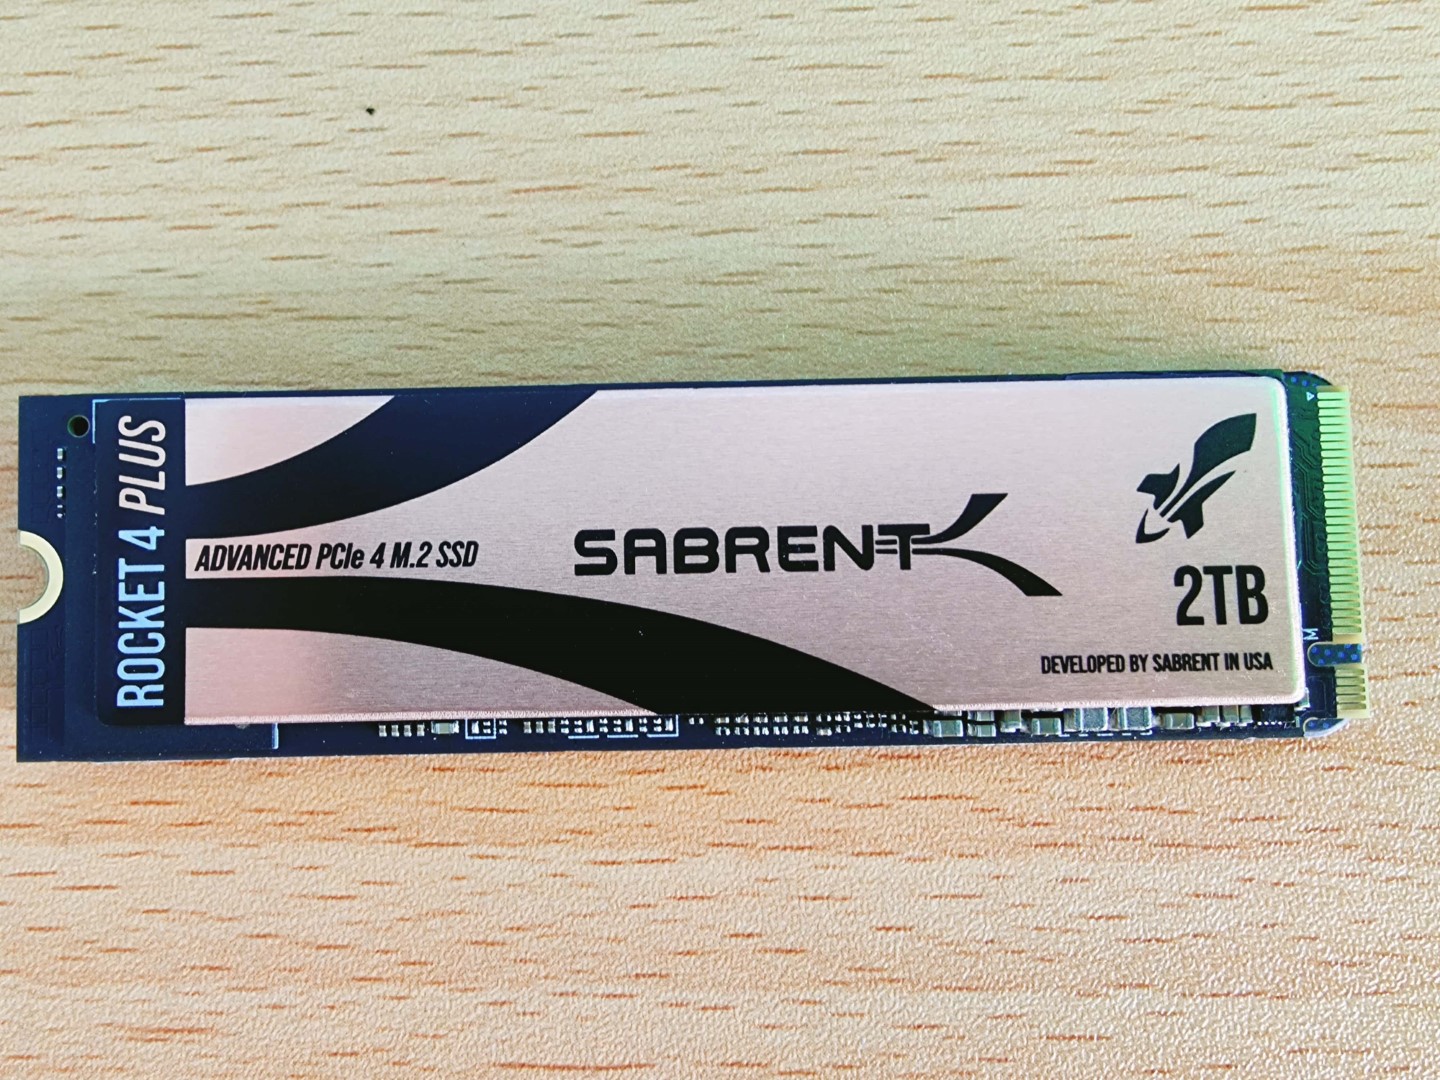 ROCKET 4 PLUS
ADVANCED PCIe 4 M.2 SSD
SABRENT
2TB
DEVELOPED BY SABRENT IN USA
M